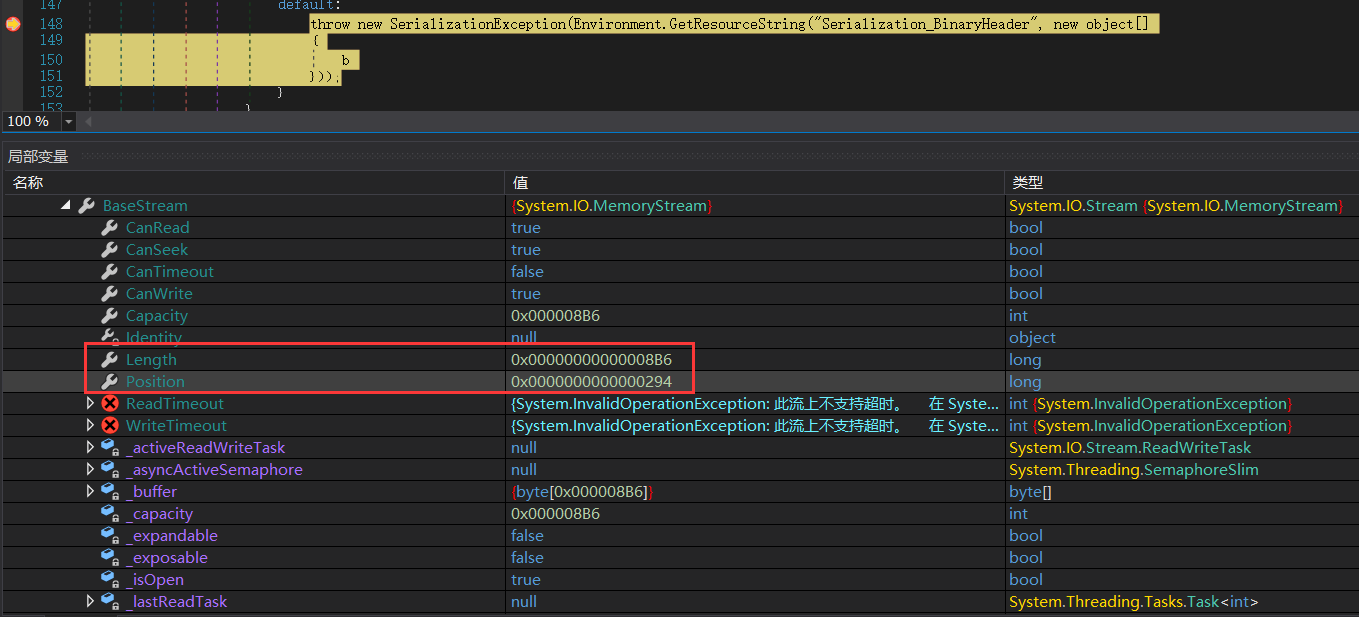 147 default:
148 throw new SerializationException(Environment.GetResourceString("Serialization_BinaryHeader", new object[]
149 {
150 b
151 }));
152 }
153 }
100 %
局部变量
名称 值 类型
BaseStream {System.IO.MemoryStream} System.IO.Stream {System.IO.MemoryStream}
CanRead true bool
CanSeek true bool
CanTimeout false bool
CanWrite true bool
Capacity 0x000008B6 int
Identity null object
Length 0x00000000000008B6 long
Position 0x0000000000000294 long
ReadTimeout {System.InvalidOperationException: 此流上不支持超时。 在 Syste... int {System.InvalidOperationException}
WriteTimeout {System.InvalidOperationException: 此流上不支持超时。 在 Syste... int {System.InvalidOperationException}
_activeReadWriteTask null System.IO.Stream.ReadWriteTask
_asyncActiveSemaphore null System.Threading.SemaphoreSlim
_buffer {byte[0x000008B6]} byte[]
_capacity 0x000008B6 int
_expandable false bool
_exposable false bool
_isOpen true bool
_lastReadTask null System.Threading.Tasks.Task<int>